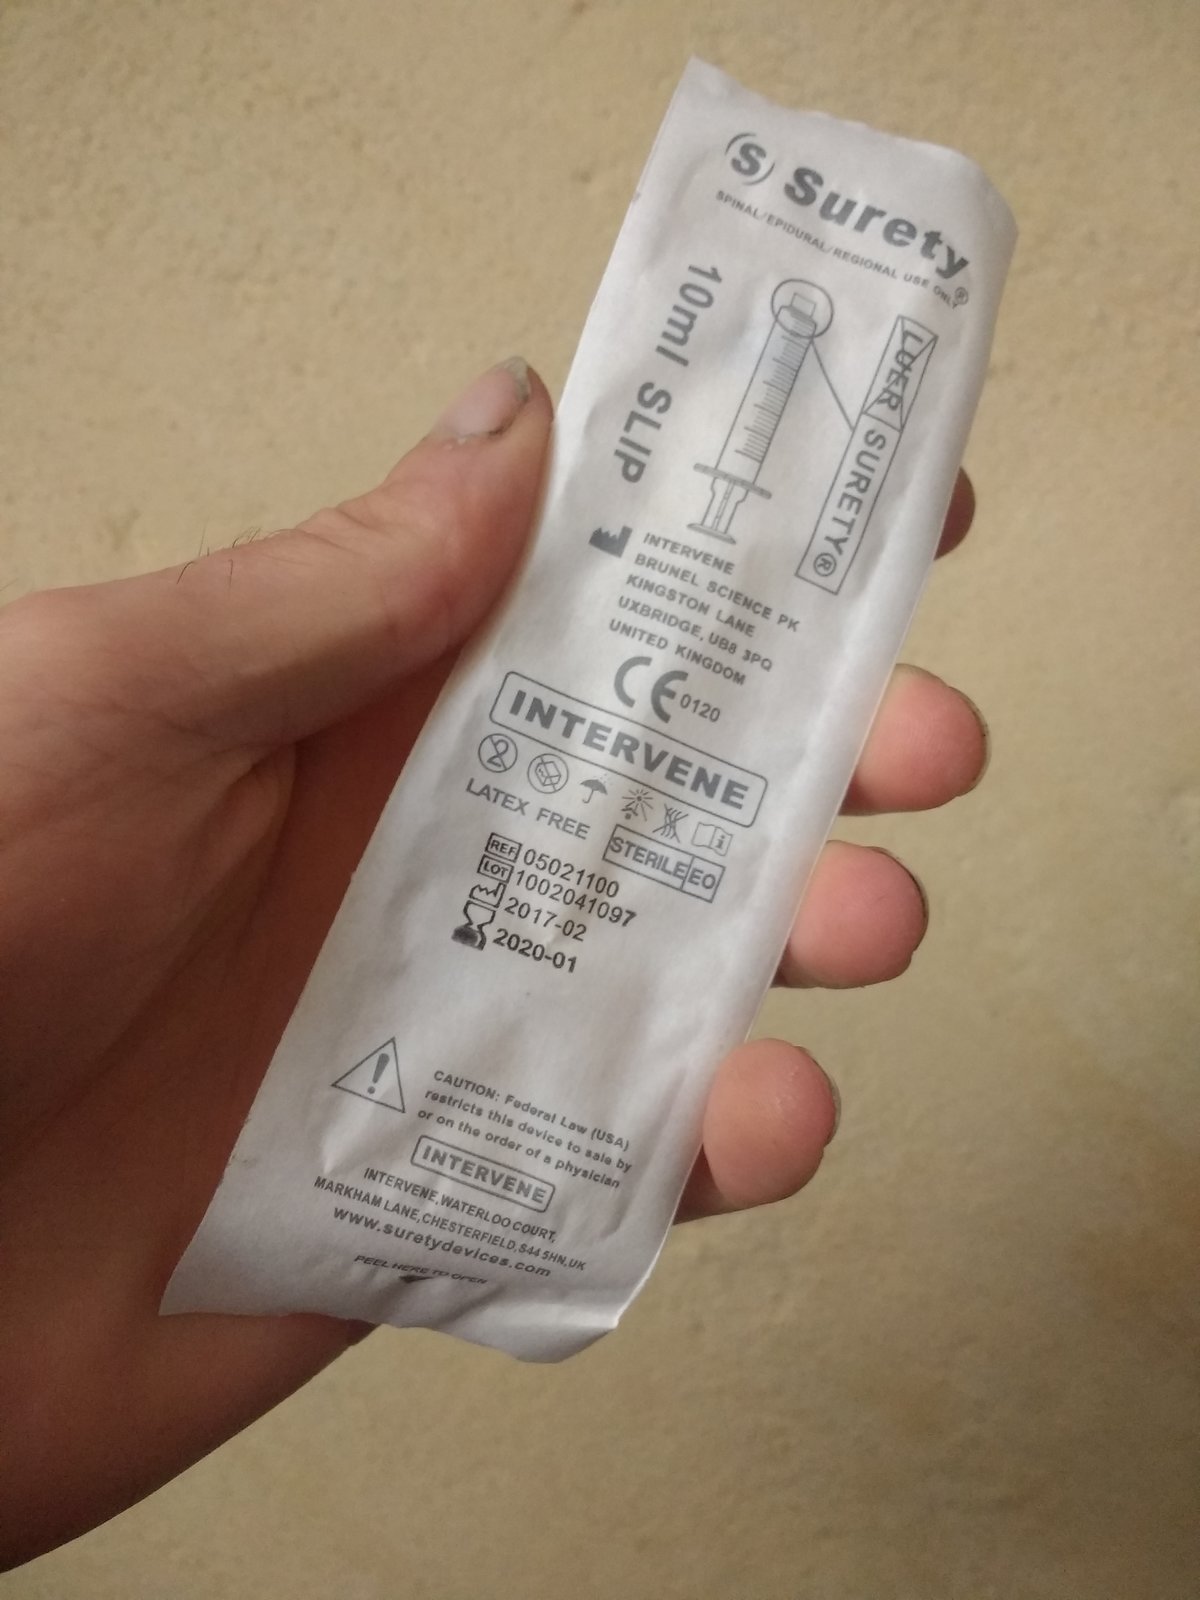 S Surety®
SPINAL/EPIDURAL/REGIONAL USE ONLY
10ml SLIP
LUER SURETY®
INTERVENE
BRUNEL SCIENCE PK
KINGSTON LANE
UXBRIDGE, UB8 3PQ
UNITED KINGDOM
CE 0120
INTERVENE
2
LATEX FREE
STERILE EO
REF 05021100
LOT 1002041097
2017-02
2020-01
CAUTION: Federal Law (USA)
restricts this device to sale by
or on the order of a physician
INTERVENE
INTERVENE,WATERLOO COURT,
MARKHAM LANE,CHESTERFIELD,S44 5HN,UK
www.suretydevices.com
PEEL HERE TO OPEN